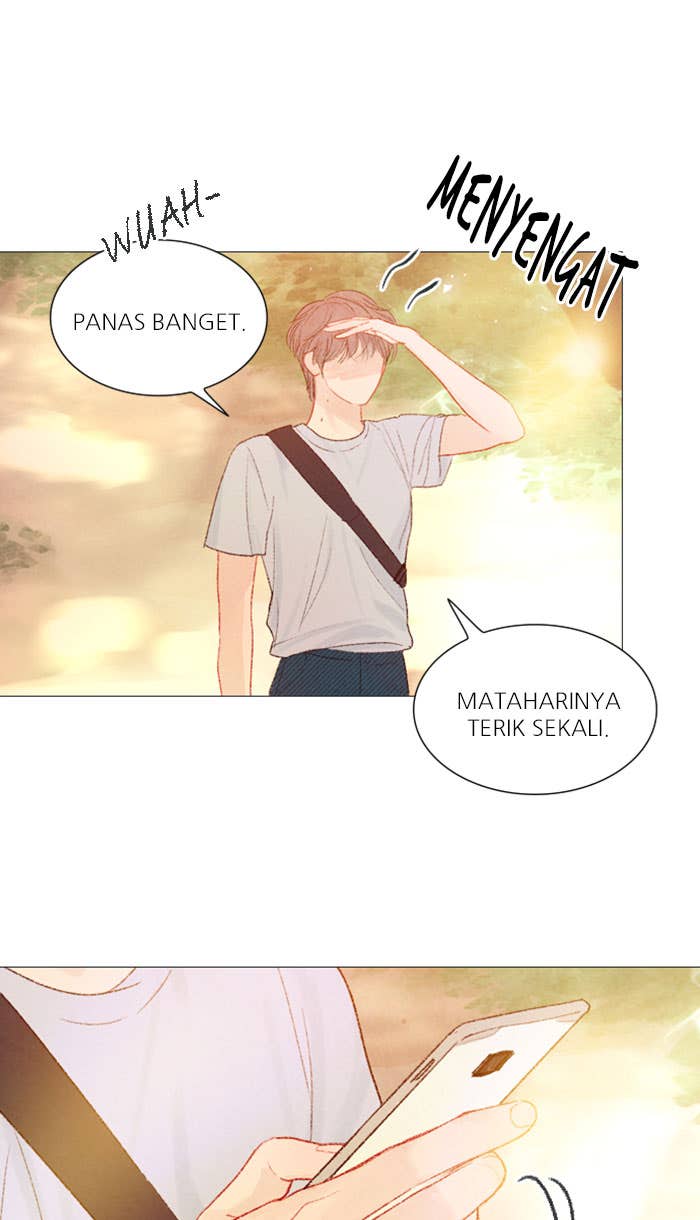 WUAH-
MENYENGAT
PANAS BANGET.
MATAHARINYA
TERIK SEKALI.